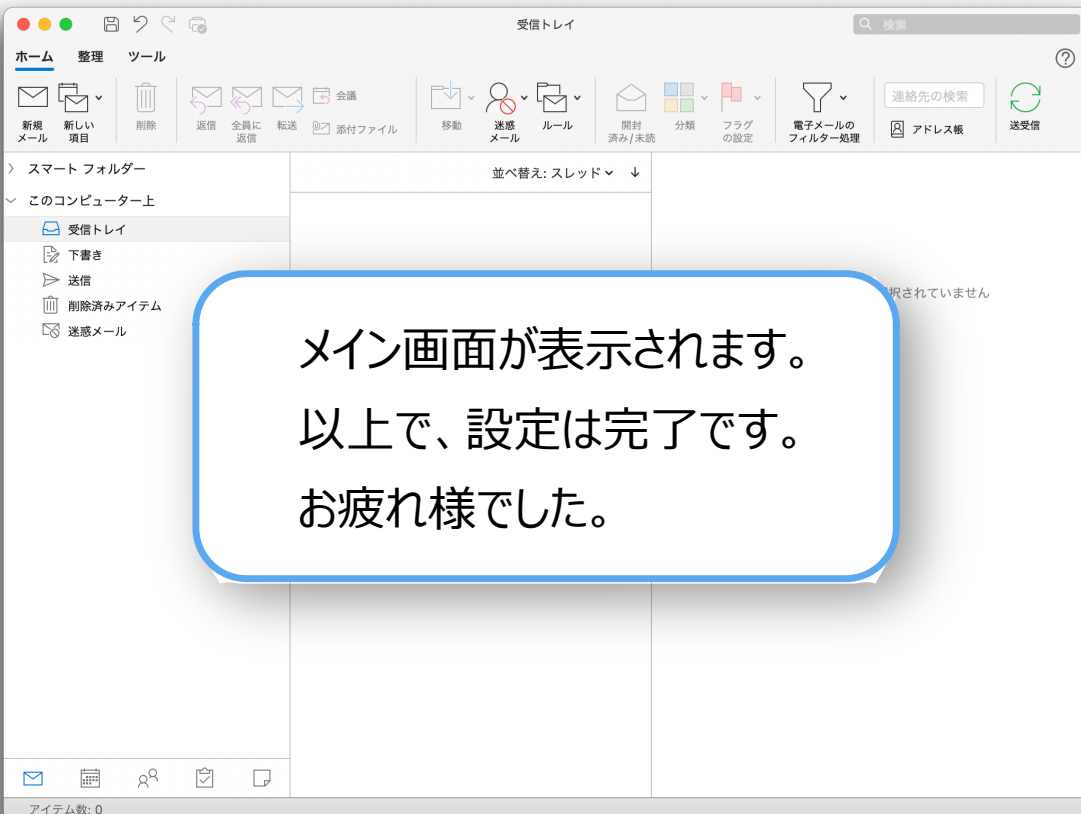 受信トレイ
検索
ホーム 整理 ツール
新規
メール
新しい
項目
削除
返信
全員に
返信
転送
会議
添付ファイル
移動
迷惑
メール
ルール
開封
済み/未読
分類
フラグ
の設定
電子メールの
フィルター処理
連絡先の検索
アドレス帳
送受信
スマート フォルダー
このコンピューター上
受信トレイ
下書き
送信
削除済みアイテム
迷惑メール
並べ替え: スレッド
択されていません
メイン画面が表示されます。
以上で、設定は完了です。
お疲れ様でした。
アイテム数: 0